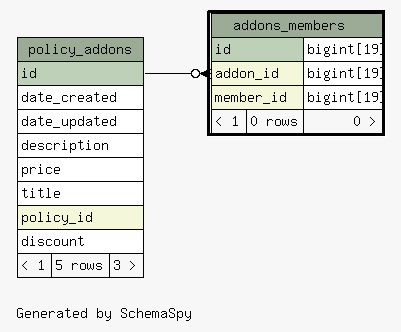 addons_members
id bigint[19]
addon_id bigint[19]
member_id bigint[19]
< 1 0 rows 0 >
policy_addons
id
date_created
date_updated
description
price
title
policy_id
discount
< 1 5 rows 3 >
Generated by SchemaSpy